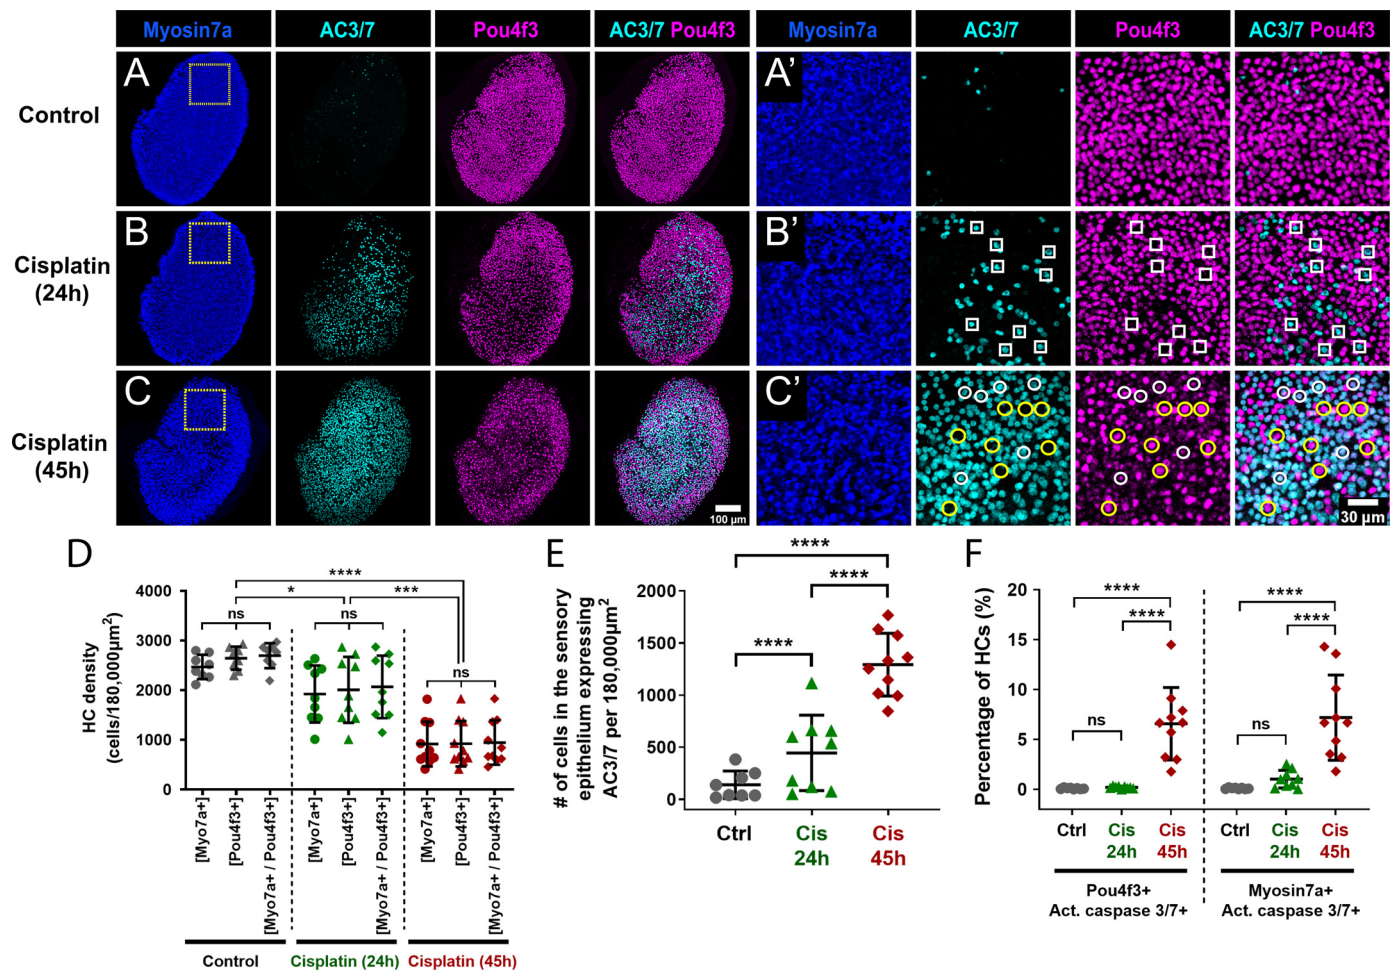 Myosin7a AC3/7 Pou4f3 AC3/7 Pou4f3 Myosin7a AC3/7 Pou4f3 AC3/7 Pou4f3
Control
A
A'
Cisplatin
(24h)
B
B'
Cisplatin
(45h)
C
C'
100 µm
30 µm
D
HC density
(cells/180,000µm²)
4000
3000
2000
1000
0
ns
*
****
***
ns
ns
[Myo7a+]
[Pou4f3+]
[Myo7a+ / Pou4f3+]
[Myo7a+]
[Pou4f3+]
[Myo7a+ / Pou4f3+]
[Myo7a+]
[Pou4f3+]
[Myo7a+ / Pou4f3+]
Control
Cisplatin (24h)
Cisplatin (45h)
E
# of cells in the sensory
epithelium expressing
AC3/7 per 180,000µm²
2000
1500
1000
500
0
****
****
****
Ctrl
Cis
24h
Cis
45h
F
Percentage of HCs (%)
20
15
10
5
0
****
****
ns
****
****
ns
Ctrl
Cis
24h
Cis
45h
Ctrl
Cis
24h
Cis
45h
Pou4f3+
Act. caspase 3/7+
Myosin7a+
Act. caspase 3/7+